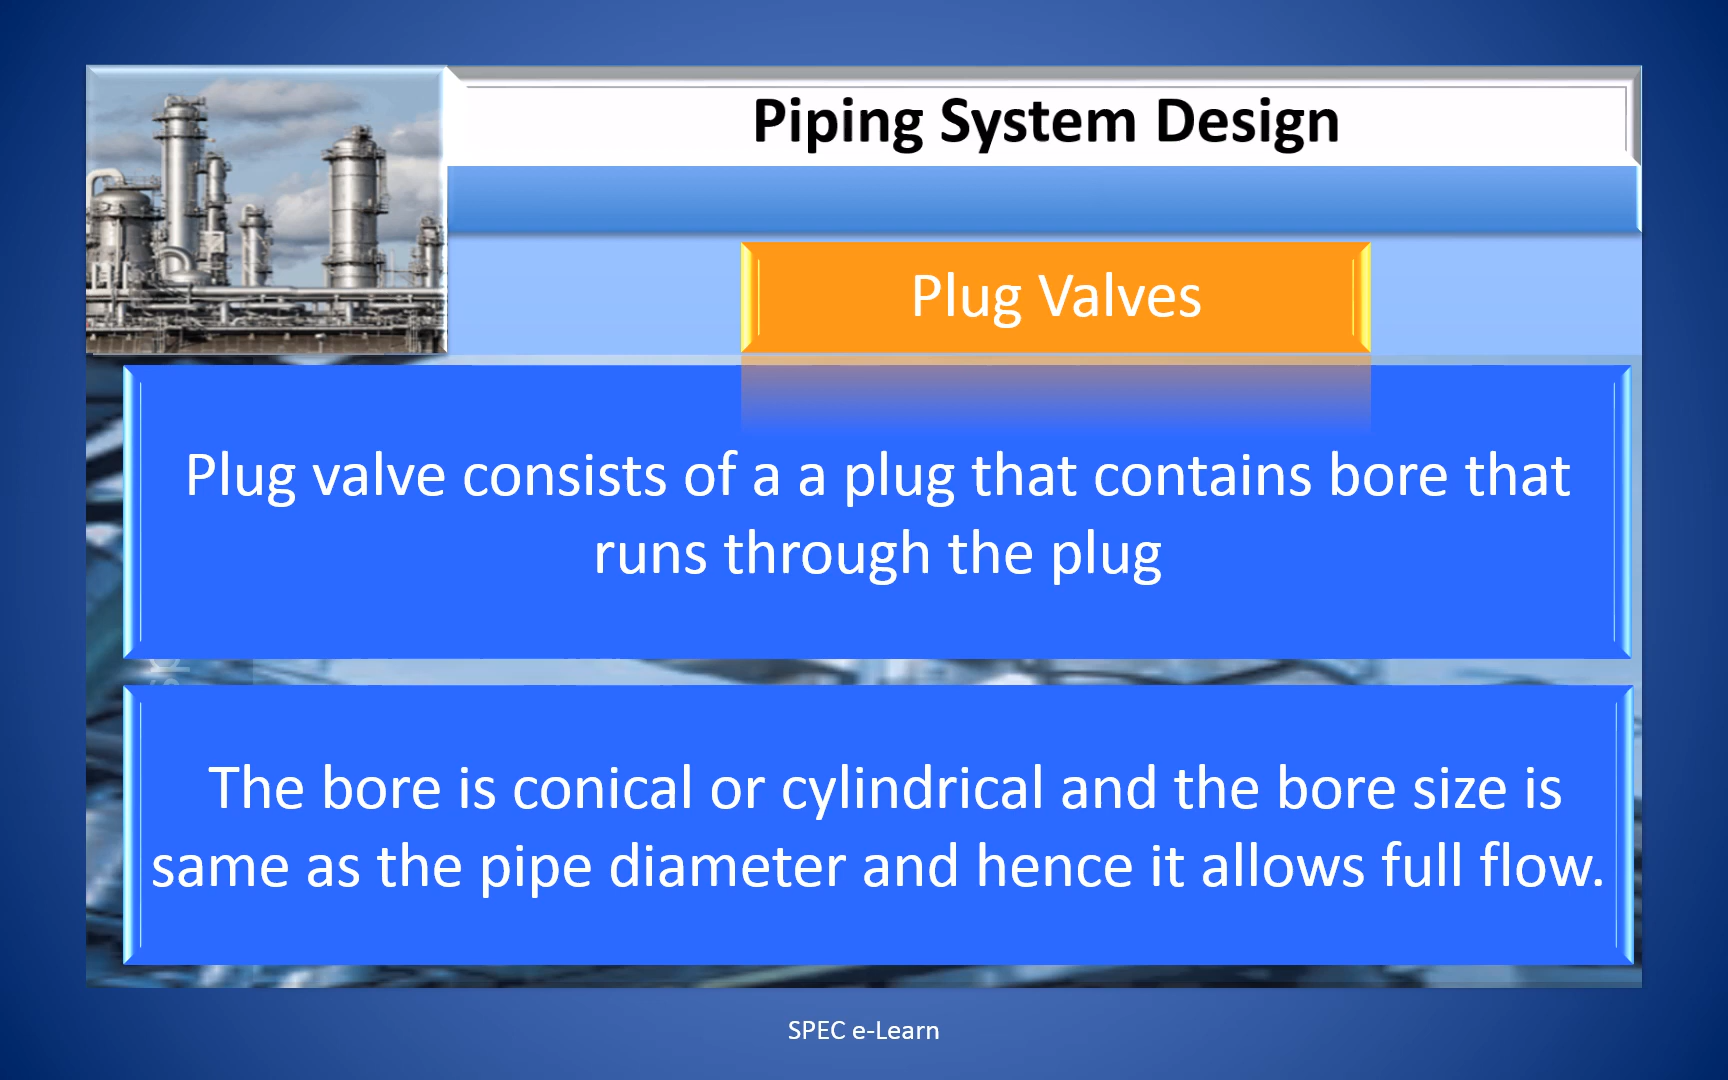 Piping System Design
Plug Valves
Plug valve consists of a a plug that contains bore that
runs through the plug
The bore is conical or cylindrical and the bore size is
same as the pipe diameter and hence it allows full flow.
SPEC e-Learn